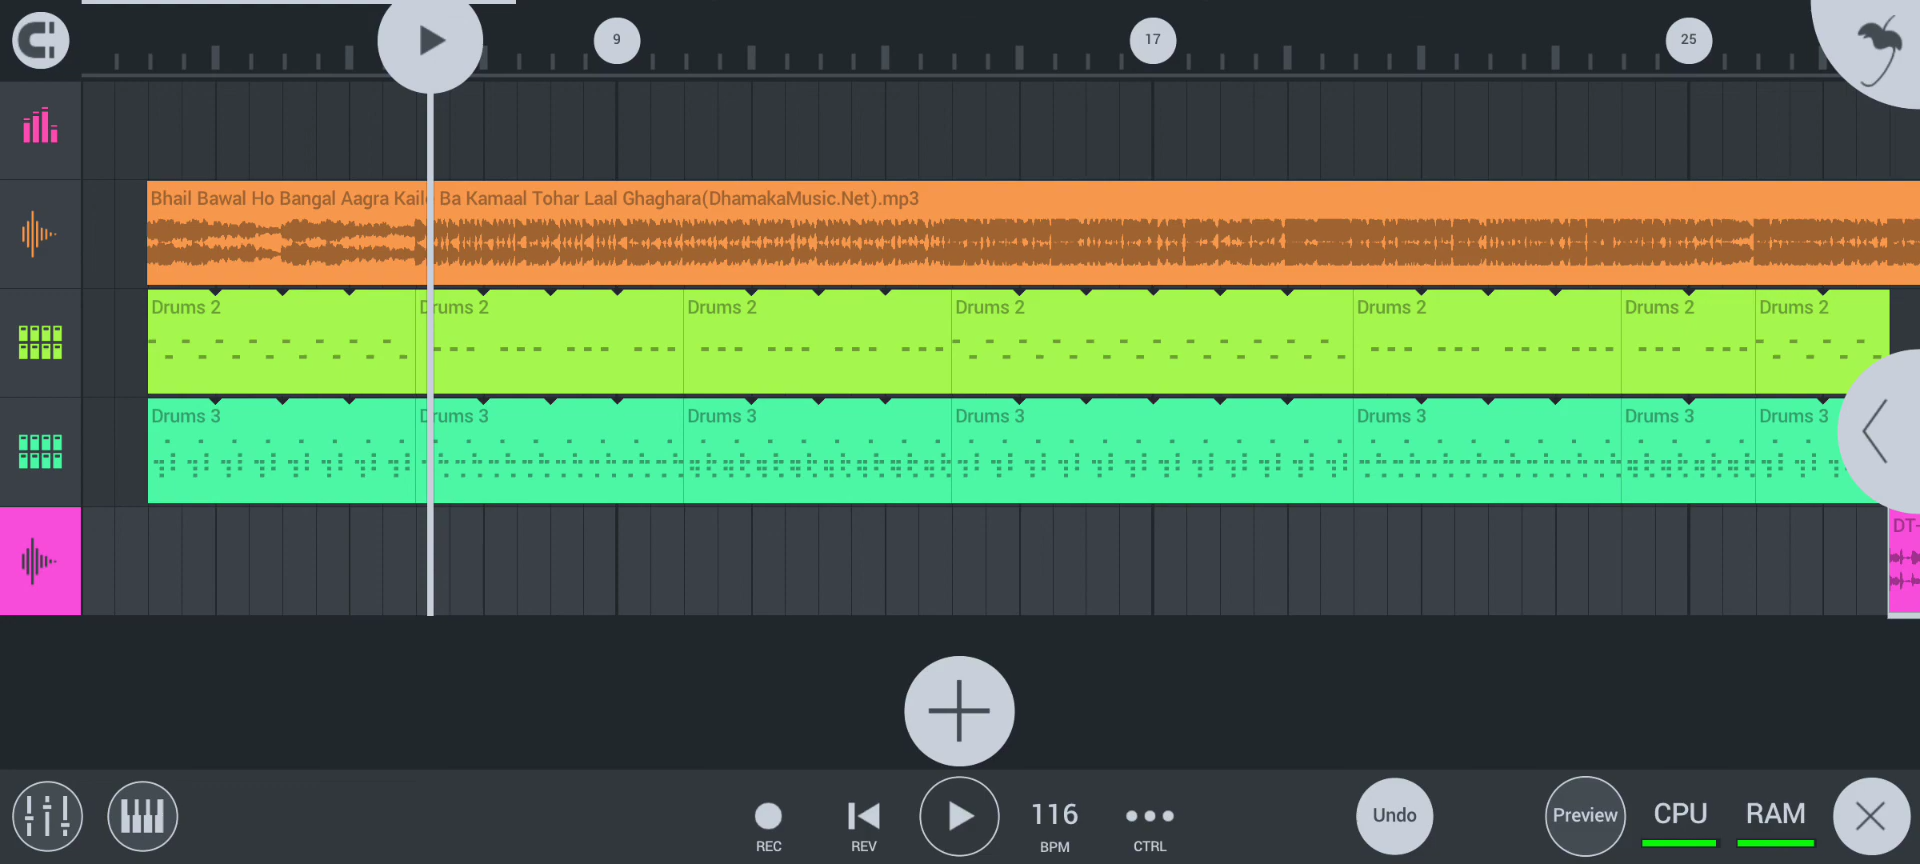 9
17
25
Bhail Bawal Ho Bangal Aagra Kail Ba Kamaal Tohar Laal Ghaghara(DhamakaMusic.Net).mp3
Drums 2 Drums 2 Drums 2 Drums 2 Drums 2 Drums 2 Drums 2
Drums 3 Drums 3 Drums 3 Drums 3 Drums 3 Drums 3 Drums 3
DT-
116
Undo
Preview
CPU
RAM
REC
REV
BPM
CTRL